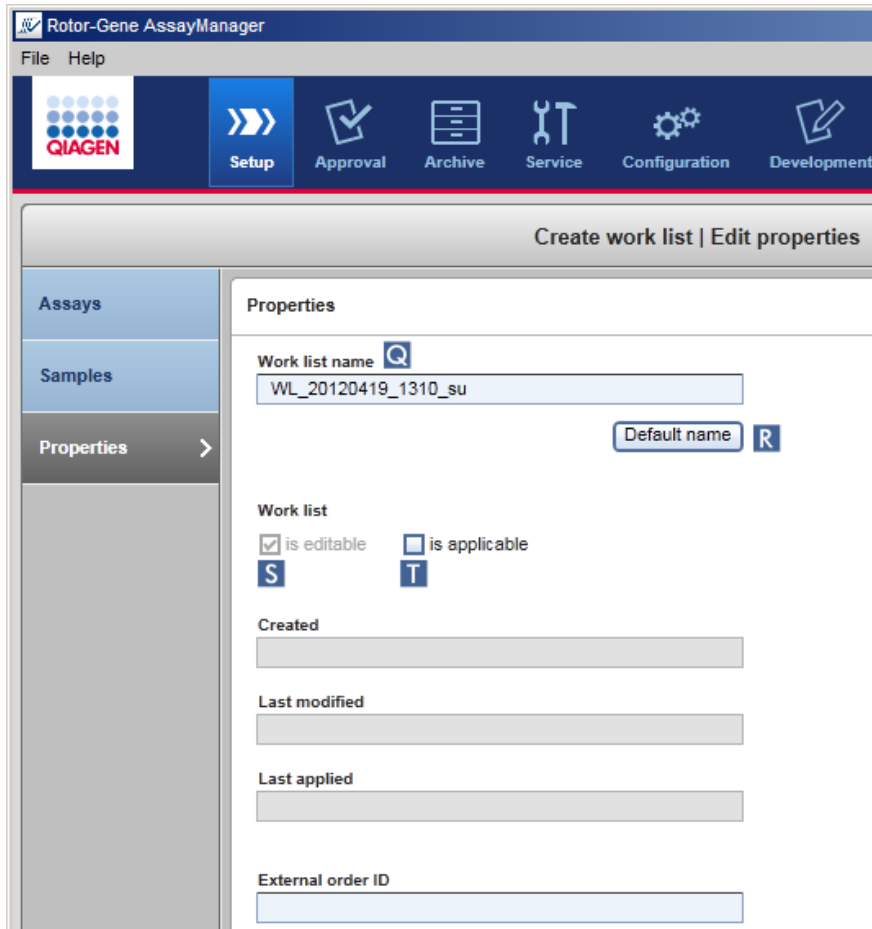 Rotor-Gene AssayManager
File Help
QIAGEN
Setup Approval Archive Service Configuration Development
Create work list | Edit properties
Assays
Samples
Properties
Properties
Work list name Q
WL_20120419_1310_su
Default name R
Work list
is editable is applicable
S T
Created
Last modified
Last applied
External order ID